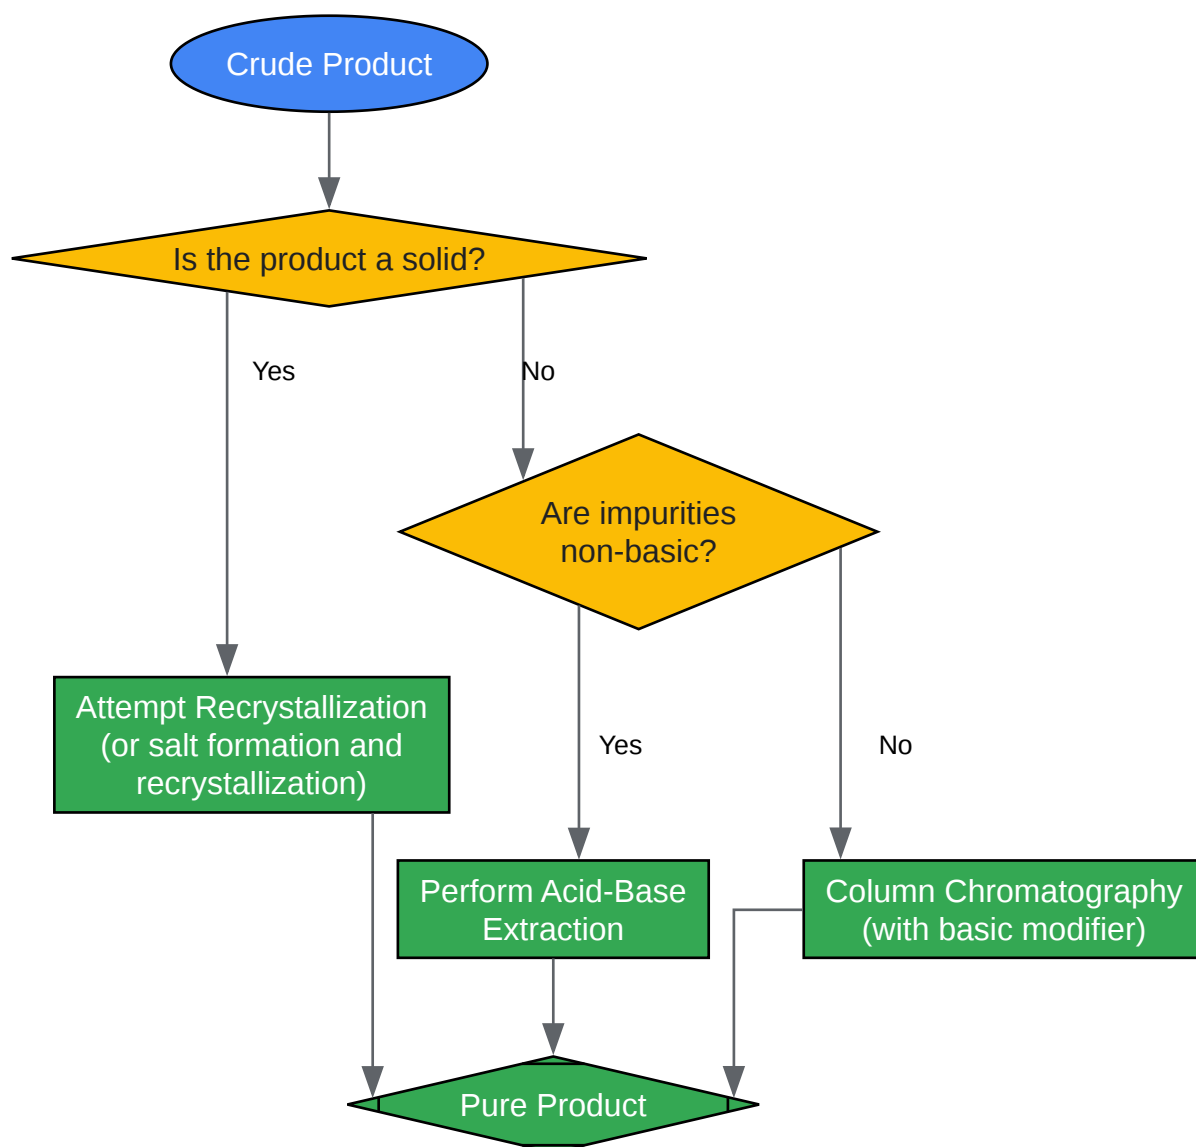 Crude Product
Is the product a solid?
Yes
No
Are impurities
non-basic?
Attempt Recrystallization
(or salt formation and
recrystallization)
Yes
No
Perform Acid-Base
Extraction
Column Chromatography
(with basic modifier)
Pure Product